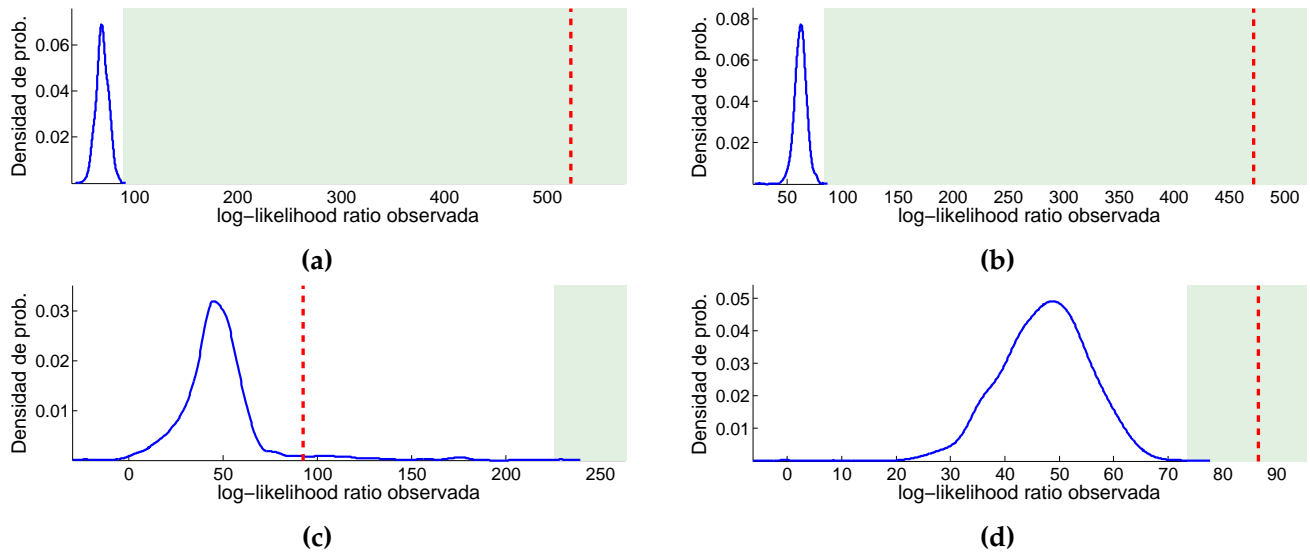 Densidad de prob.
0.06
0.04
0.02
100 200 300 400 500
log−likelihood ratio observada
(a)
Densidad de prob.
0.08
0.06
0.04
0.02
50 100 150 200 250 300 350 400 450 500
log−likelihood ratio observada
(b)
Densidad de prob.
0.03
0.02
0.01
0 50 100 150 200 250
log−likelihood ratio observada
(c)
Densidad de prob.
0.05
0.04
0.03
0.02
0.01
0 10 20 30 40 50 60 70 80 90
log−likelihood ratio observada
(d)